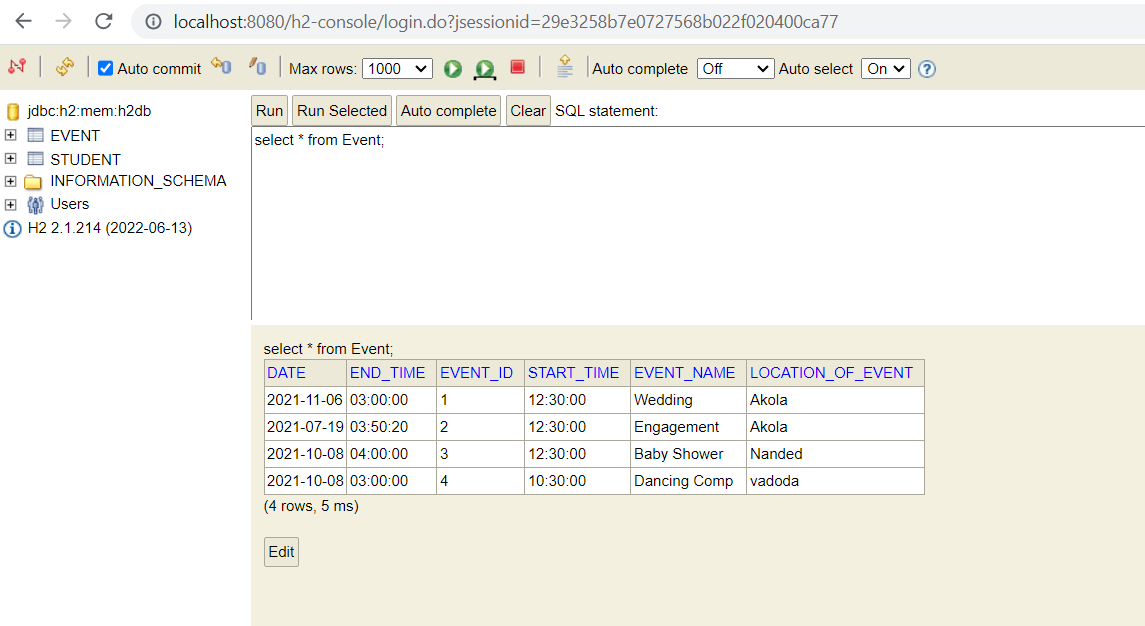 localhost:8080/h2-console/login.do?jsessionid=29e3258b7e0727568b022f020400ca77
Auto commit Max rows: 1000 Auto complete Off Auto select On ?
jdbc:h2:mem:h2db
EVENT
STUDENT
INFORMATION_SCHEMA
Users
H2 2.1.214 (2022-06-13)
Run Run Selected Auto complete Clear SQL statement:
select * from Event;
select * from Event;
DATE END_TIME EVENT_ID START_TIME EVENT_NAME LOCATION_OF_EVENT
2021-11-06 03:00:00 1 12:30:00 Wedding Akola
2021-07-19 03:50:20 2 12:30:00 Engagement Akola
2021-10-08 04:00:00 3 12:30:00 Baby Shower Nanded
2021-10-08 03:00:00 4 10:30:00 Dancing Comp vadoda
(4 rows, 5 ms)
Edit